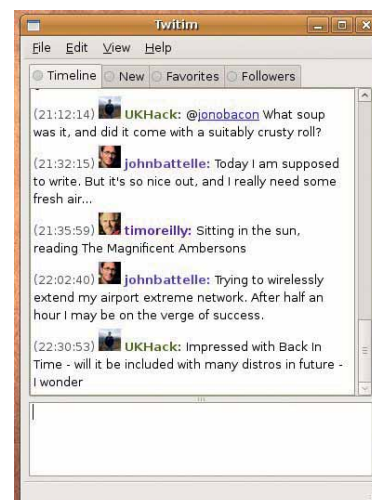 Twitim
File Edit View Help
Timeline New Favorites Followers
(21:12:14) UKHack: @jonobacon What soup
was it, and did it come with a suitably crusty roll?
(21:32:15) johnbattelle: Today I am supposed
to write. But it's so nice out, and I really need some
fresh air...
(21:35:59) timoreilly: Sitting in the sun,
reading The Magnificent Ambersons
(22:02:40) johnbattelle: Trying to wirelessly
extend my airport extreme network. After half an
hour I may be on the verge of success.
(22:30:53) UKHack: Impressed with Back In
Time - will it be included with many distros in future -
I wonder